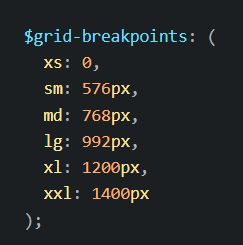 $grid-breakpoints: (
  xs: 0,
  sm: 576px,
  md: 768px,
  lg: 992px,
  xl: 1200px,
  xxl: 1400px
);